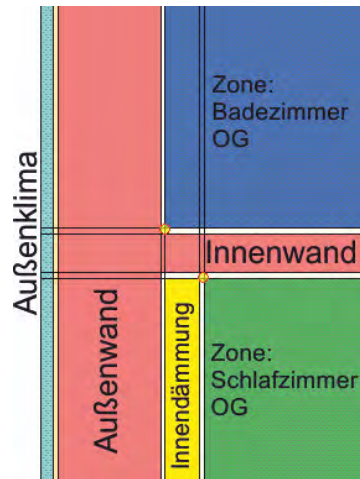 Zone:
Badezimmer
OG
Außenklima
Innenwand
Außenwand
Innendämmung
Zone:
Schlafzimmer
OG